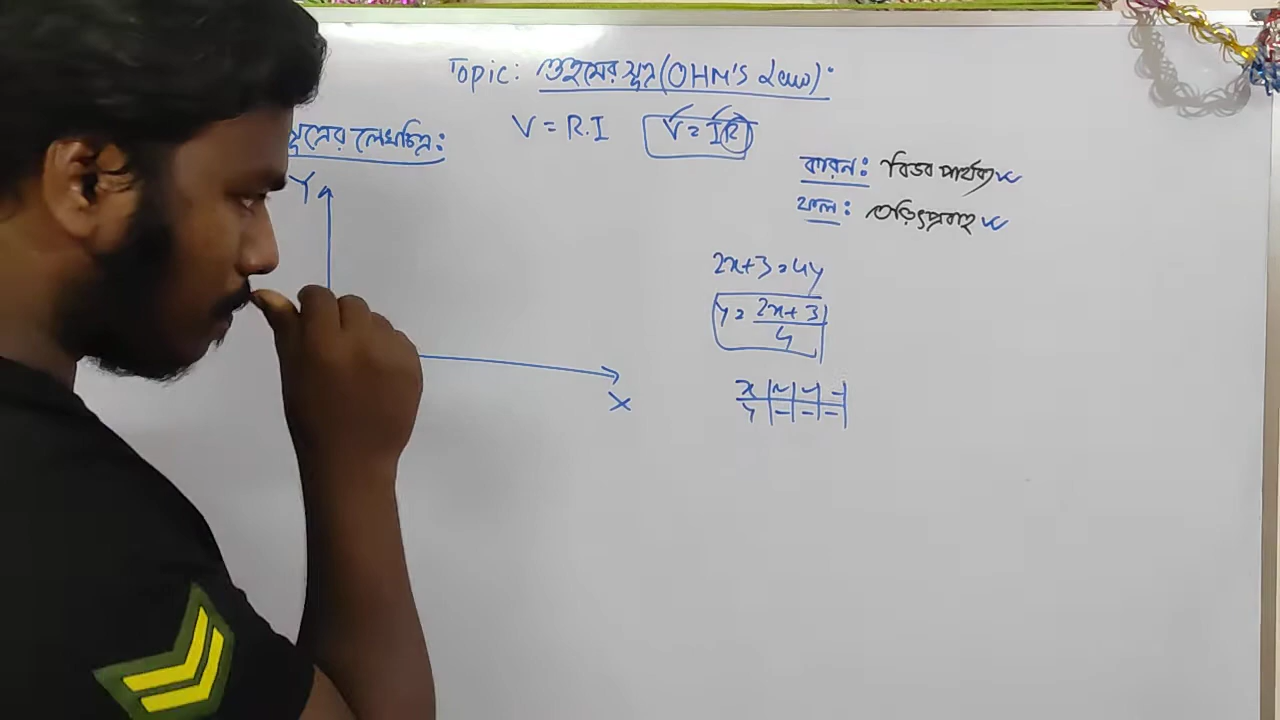 Topic: ওহমের সূত্র (OHM'S Law):
সূত্রের লেখচিত্র:
V = R.I
V = IR
কারন: বিভব পার্থক্য
ফল: তড়িৎপ্রবাহ
Y
X
2x+3=4y
y = 2x+3/4
x
y